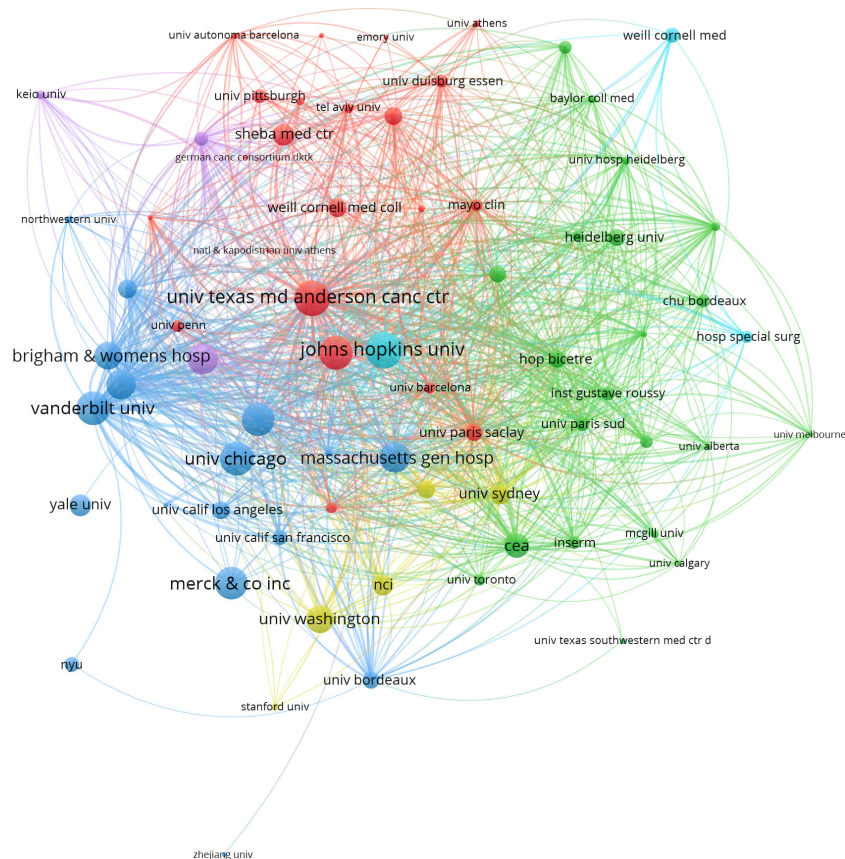 univ athens
univ autonoma barcelona
emory univ
weill cornell med
univ duisburg essen
keio univ
univ pittsburgh
baylor coll med
tel aviv univ
sheba med ctr
german canc consortium dktk
univ hosp heidelberg
weill cornell med coll
mayo clin
northwestern univ
heidelberg univ
natl & kapodistrian univ athens
univ texas md anderson canc ctr
chu bordeaux
univ penn
hosp special surg
johns hopkins univ
brigham & womens hosp
hop bicetre
univ barcelona
inst gustave roussy
vanderbilt univ
univ paris sud
univ paris saclay
univ melbourne
univ alberta
univ chicago
massachusetts gen hosp
univ sydney
yale univ
univ calif los angeles
mcgill univ
univ calif san francisco
cea
inserm
univ calgary
univ toronto
merck & co inc
nci
univ washington
univ texas southwestern med ctr d
nyu
univ bordeaux
stanford univ
zhejiang univ